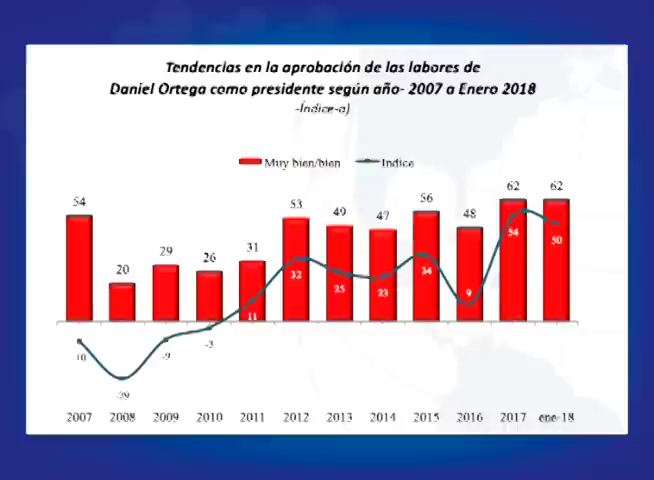 Tendencias en la aprobación de las labores de
Daniel Ortega como presidente según año- 2007 a Enero 2018
-Índice-a)
Muy bien/bien Indice
54 20 29 26 31 53 49 47 56 48 62 62
10 -29 -9 -3 11 32 25 23 34 9 54 50
2007 2008 2009 2010 2011 2012 2013 2014 2015 2016 2017 ene-18